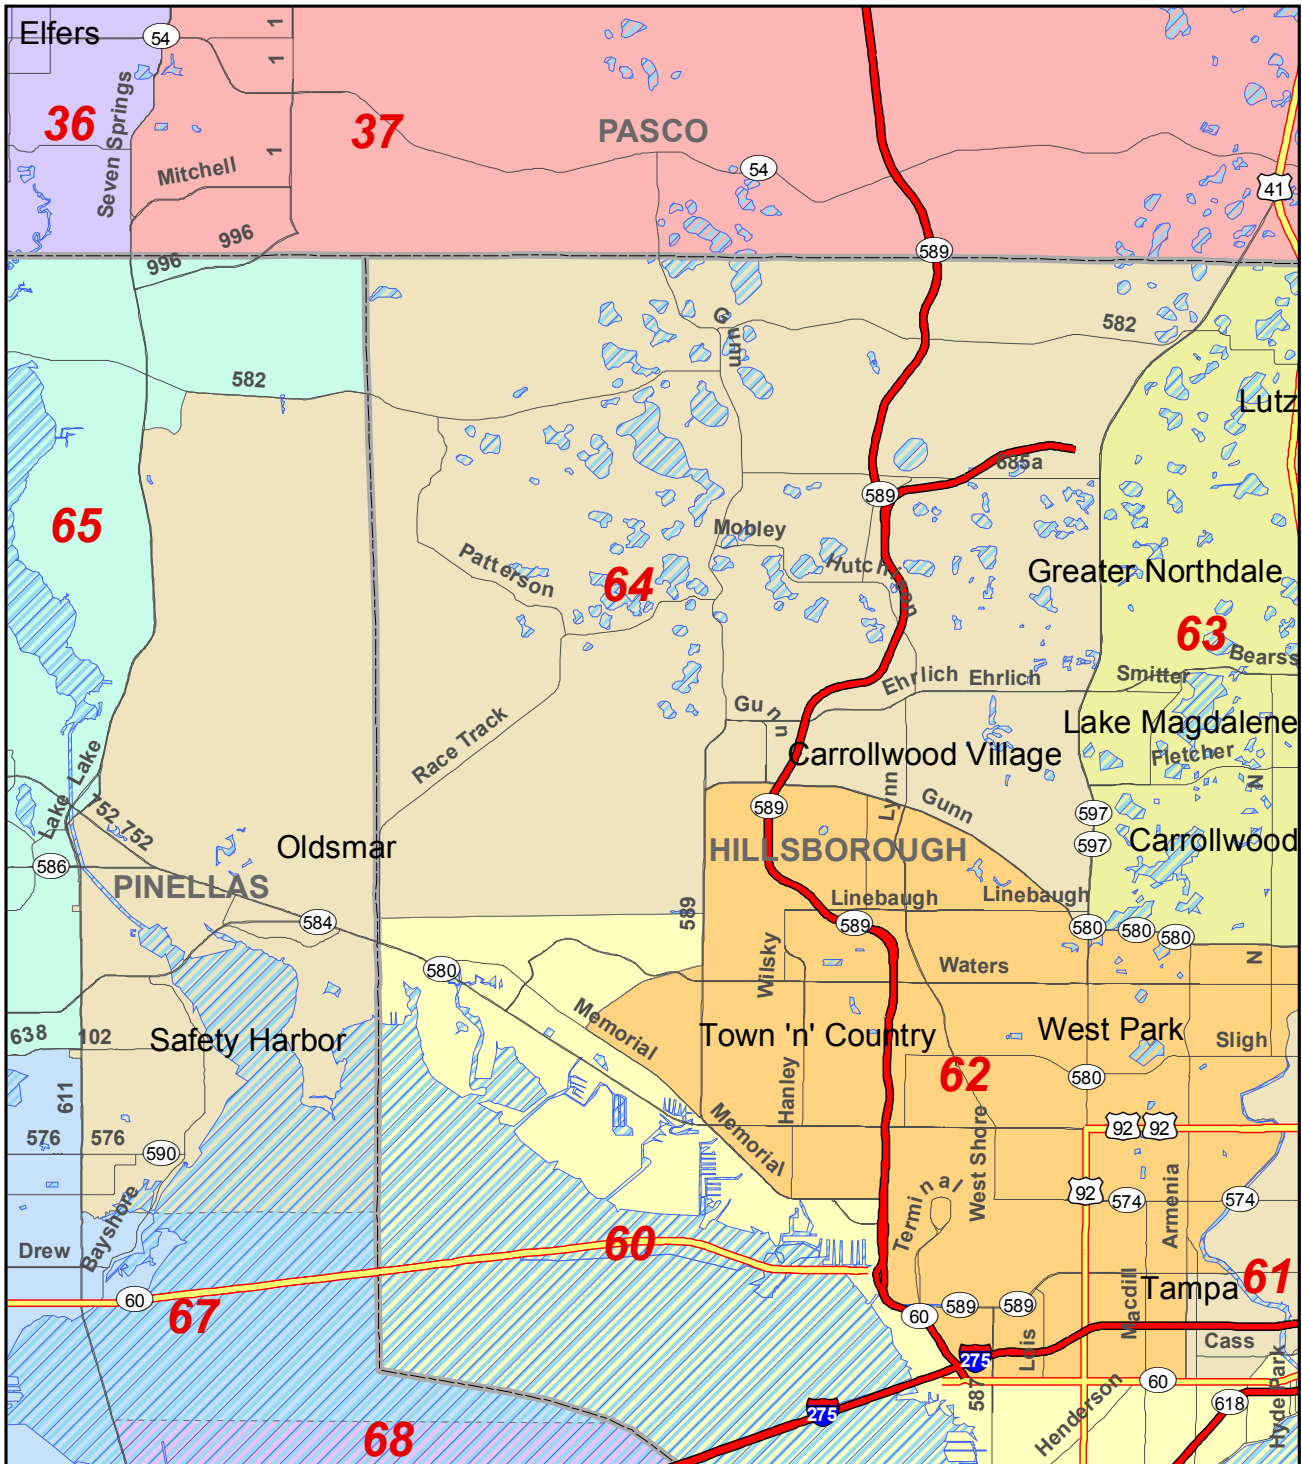 Elfers
54
1
1
36
Seven Springs
37
PASCO
Mitchell
1
54
41
996
996
589
Gunn
582
582
Lutz
685a
589
65
Mobley
Patterson
Hutchison
64
Greater Northdale
63
Bearss
Ehrlich
Ehrlich
Smitter
Gunn
Race Track
Lake Magdalene
Carrollwood Village
Fletcher
Lake
Lake
752
752
Lynn
Gunn
N
589
597
597
Oldsmar
HILLSBOROUGH
Carrollwood
586
PINELLAS
Linebaugh
Linebaugh
584
589
589
580
580
580
580
Wilsky
Waters
N
Memorial
638
102
Safety Harbor
Town 'n' Country
West Park
Sligh
62
580
611
Hanley
Memorial
West Shore
576
576
590
92
92
92
574
574
Armenia
Terminal
Bayshore
Drew
60
61
Tampa
60
67
60
589
589
Macdill
Lois
Cass
275
587
60
Hyde Park
275
618
Henderson
68